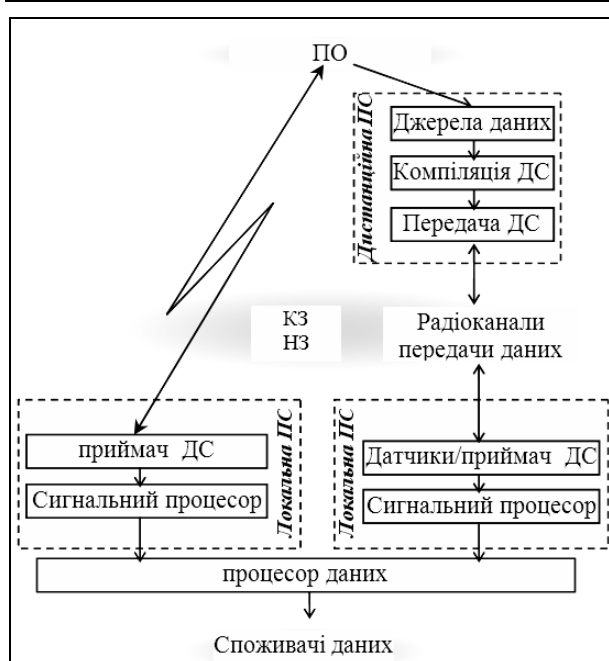 ПО
Дистанційна ПС
Джерела даних
Компіляція ДС
Передача ДС
КЗ
НЗ
Радіоканали
передачи даних
приймач ДС
Сигнальний процесор
Локальна ПС
Локальна ПС
Датчики/приймач ДС
Сигнальний процесор
процесор даних
Споживачі даних